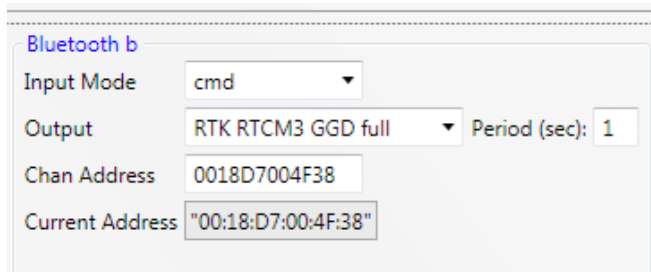 Bluetooth b
Input Mode cmd
Output RTK RTCM3 GGD full Period (sec): 1
Chan Address 0018D7004F38
Current Address "00:18:D7:00:4F:38"